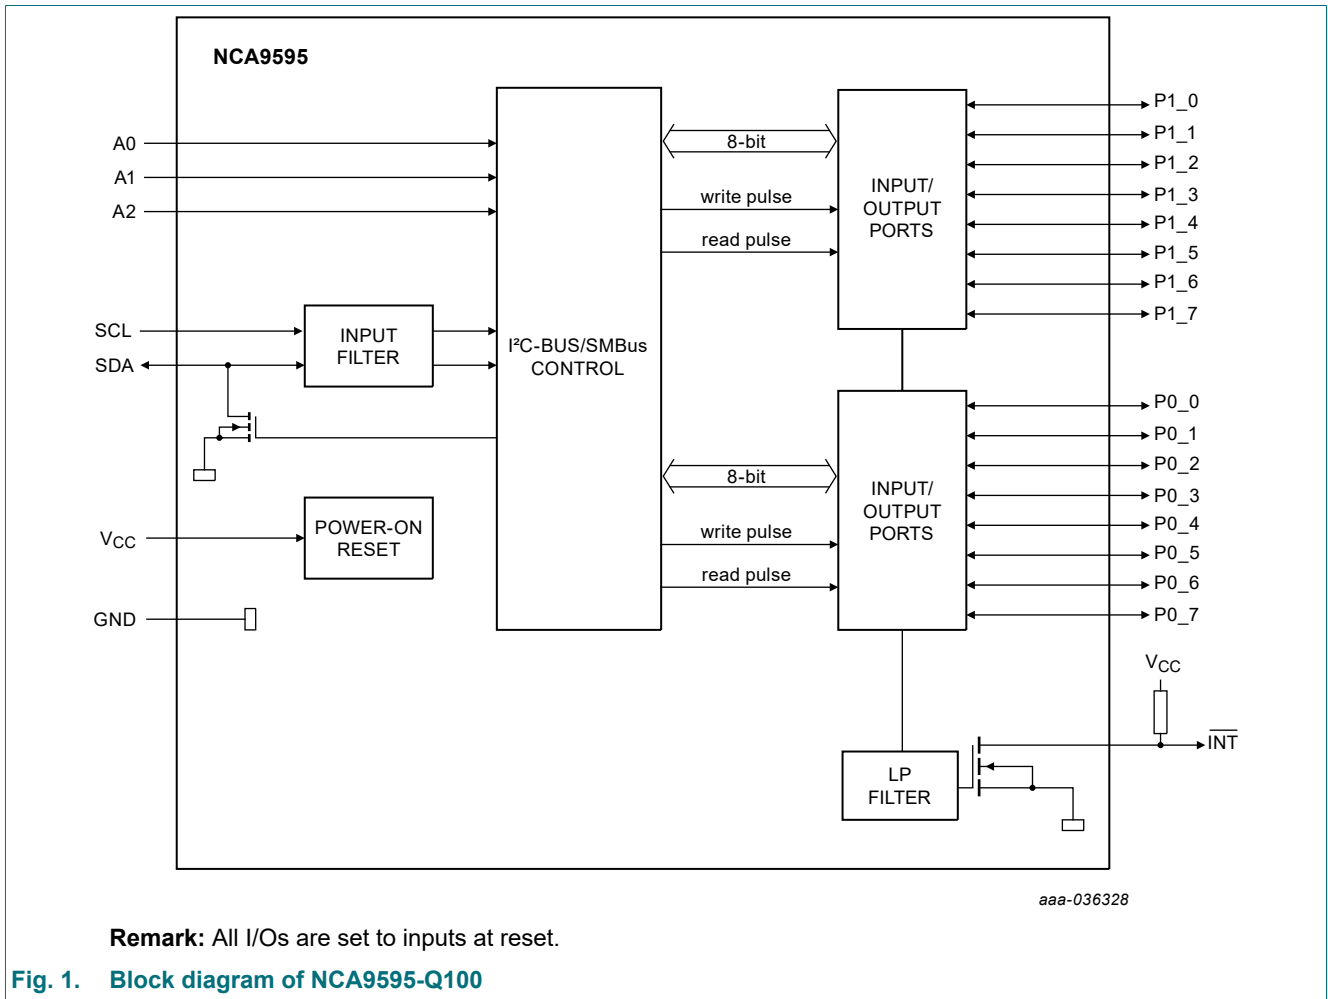 NCA9595
A0
A1
A2
SCL
SDA
VCC
GND
INPUT
FILTER
POWER-ON
RESET
I²C-BUS/SMBus
CONTROL
8-bit
write pulse
read pulse
INPUT/
OUTPUT
PORTS
P1_0
P1_1
P1_2
P1_3
P1_4
P1_5
P1_6
P1_7
8-bit
write pulse
read pulse
INPUT/
OUTPUT
PORTS
P0_0
P0_1
P0_2
P0_3
P0_4
P0_5
P0_6
P0_7
VCC
INT
LP
FILTER
aaa-036328
Remark: All I/Os are set to inputs at reset.
Fig. 1. Block diagram of NCA9595-Q100